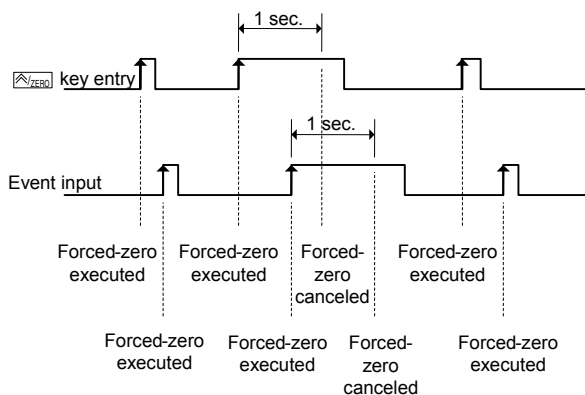 1 sec.
ZERO key entry
1 sec.
Event input
Forced-zero
executed
Forced-zero
executed
Forced-
zero
canceled
Forced-zero
executed
Forced-zero
executed
Forced-zero
executed
Forced-
zero
canceled
Forced-zero
executed